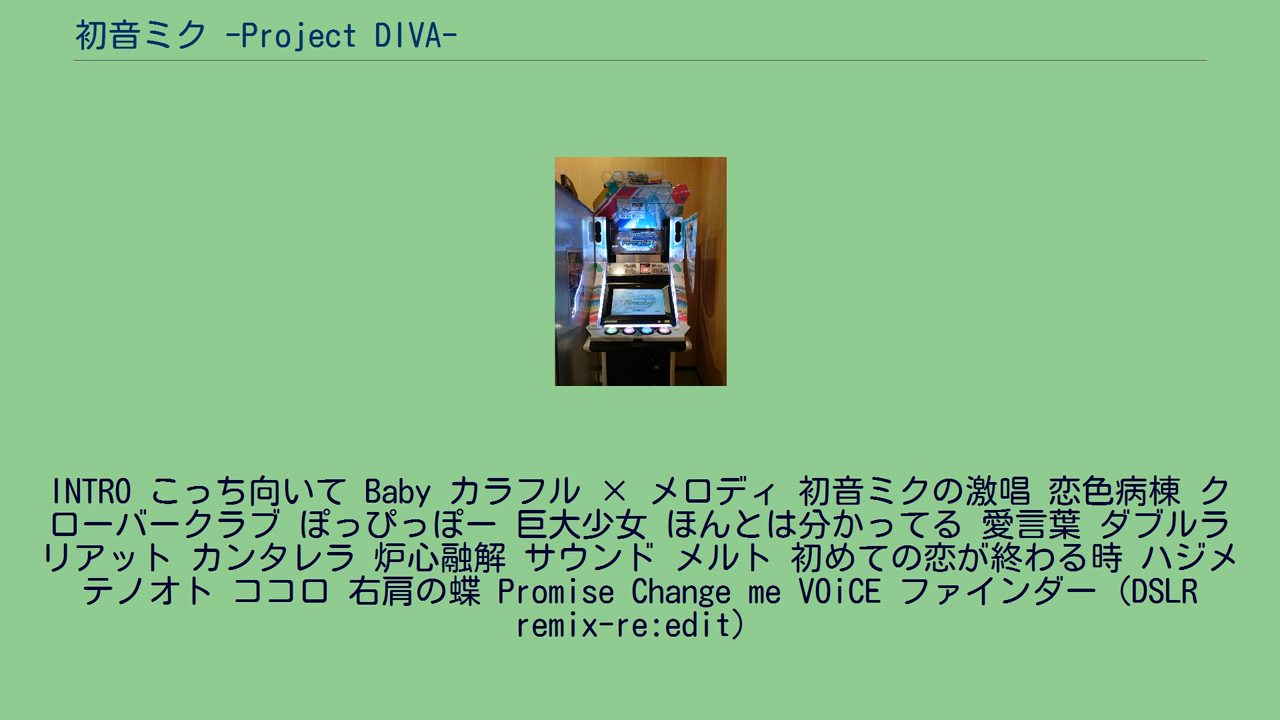 初音ミク -Project DIVA-
INTRO こっち向いて Baby カラフル × メロディ 初音ミクの激唱 恋色病棟 ク
ローバークラブ ぽっぴっぽー 巨大少女 ほんとは分かってる 愛言葉 ダブルラ
リアット カンタレラ 炉心融解 サウンド メルト 初めての恋が終わる時 ハジメ
テノオト ココロ 右肩の蝶 Promise Change me VOiCE ファインダー (DSLR
remix-re:edit)